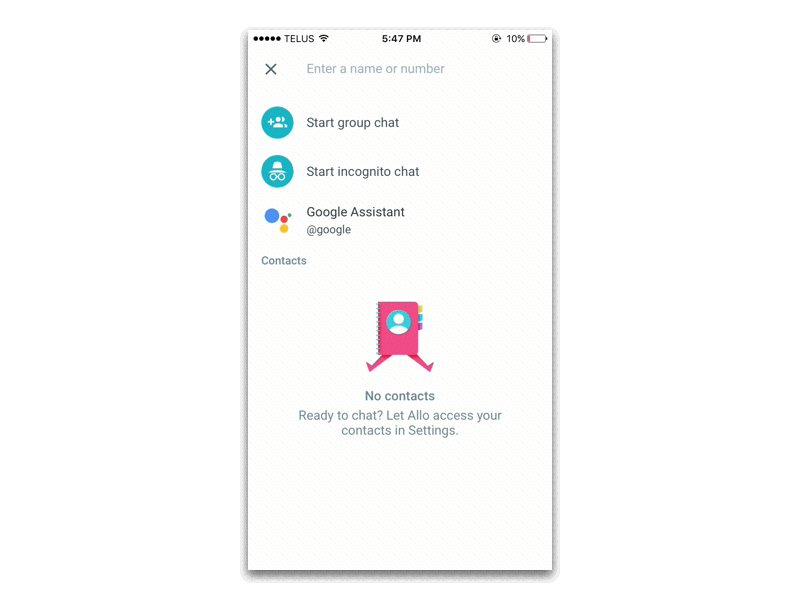 TELUS 5:47 PM 10%
Enter a name or number
Start group chat
Start incognito chat
Google Assistant
@google
Contacts
No contacts
Ready to chat? Let Allo access your
contacts in Settings.